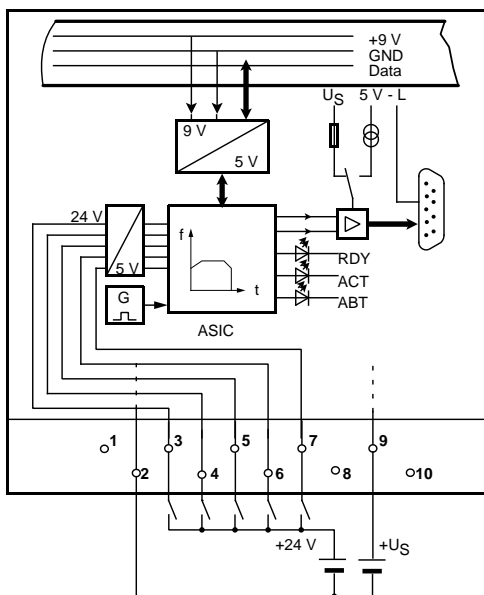 +9 V
GND
Data
US 5 V - L
9 V
5 V
24 V
5 V
f
t
G
RDY
ACT
ABT
ASIC
1 3 5 7 9
2 4 6 8 10
+24 V +US